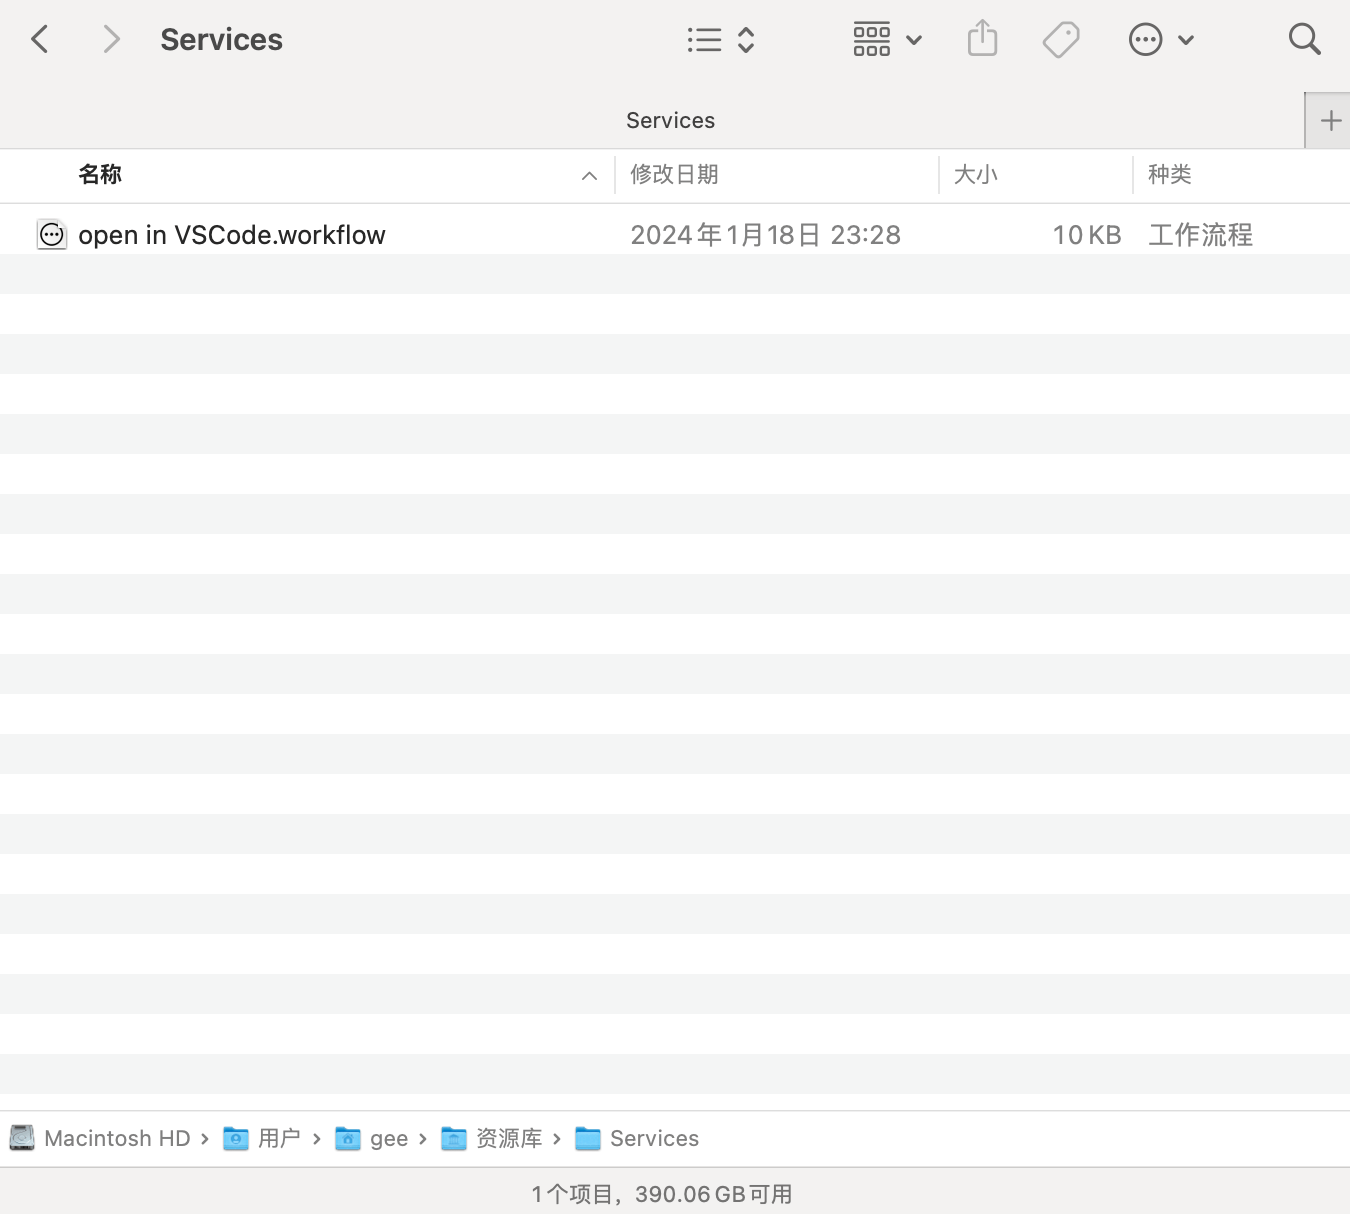 Services
Services
名称 修改日期 大小 种类
open in VSCode.workflow 2024年1月18日 23:28 10 KB 工作流程
Macintosh HD › 用户 › gee › 资源库 › Services
1个项目，390.06 GB可用